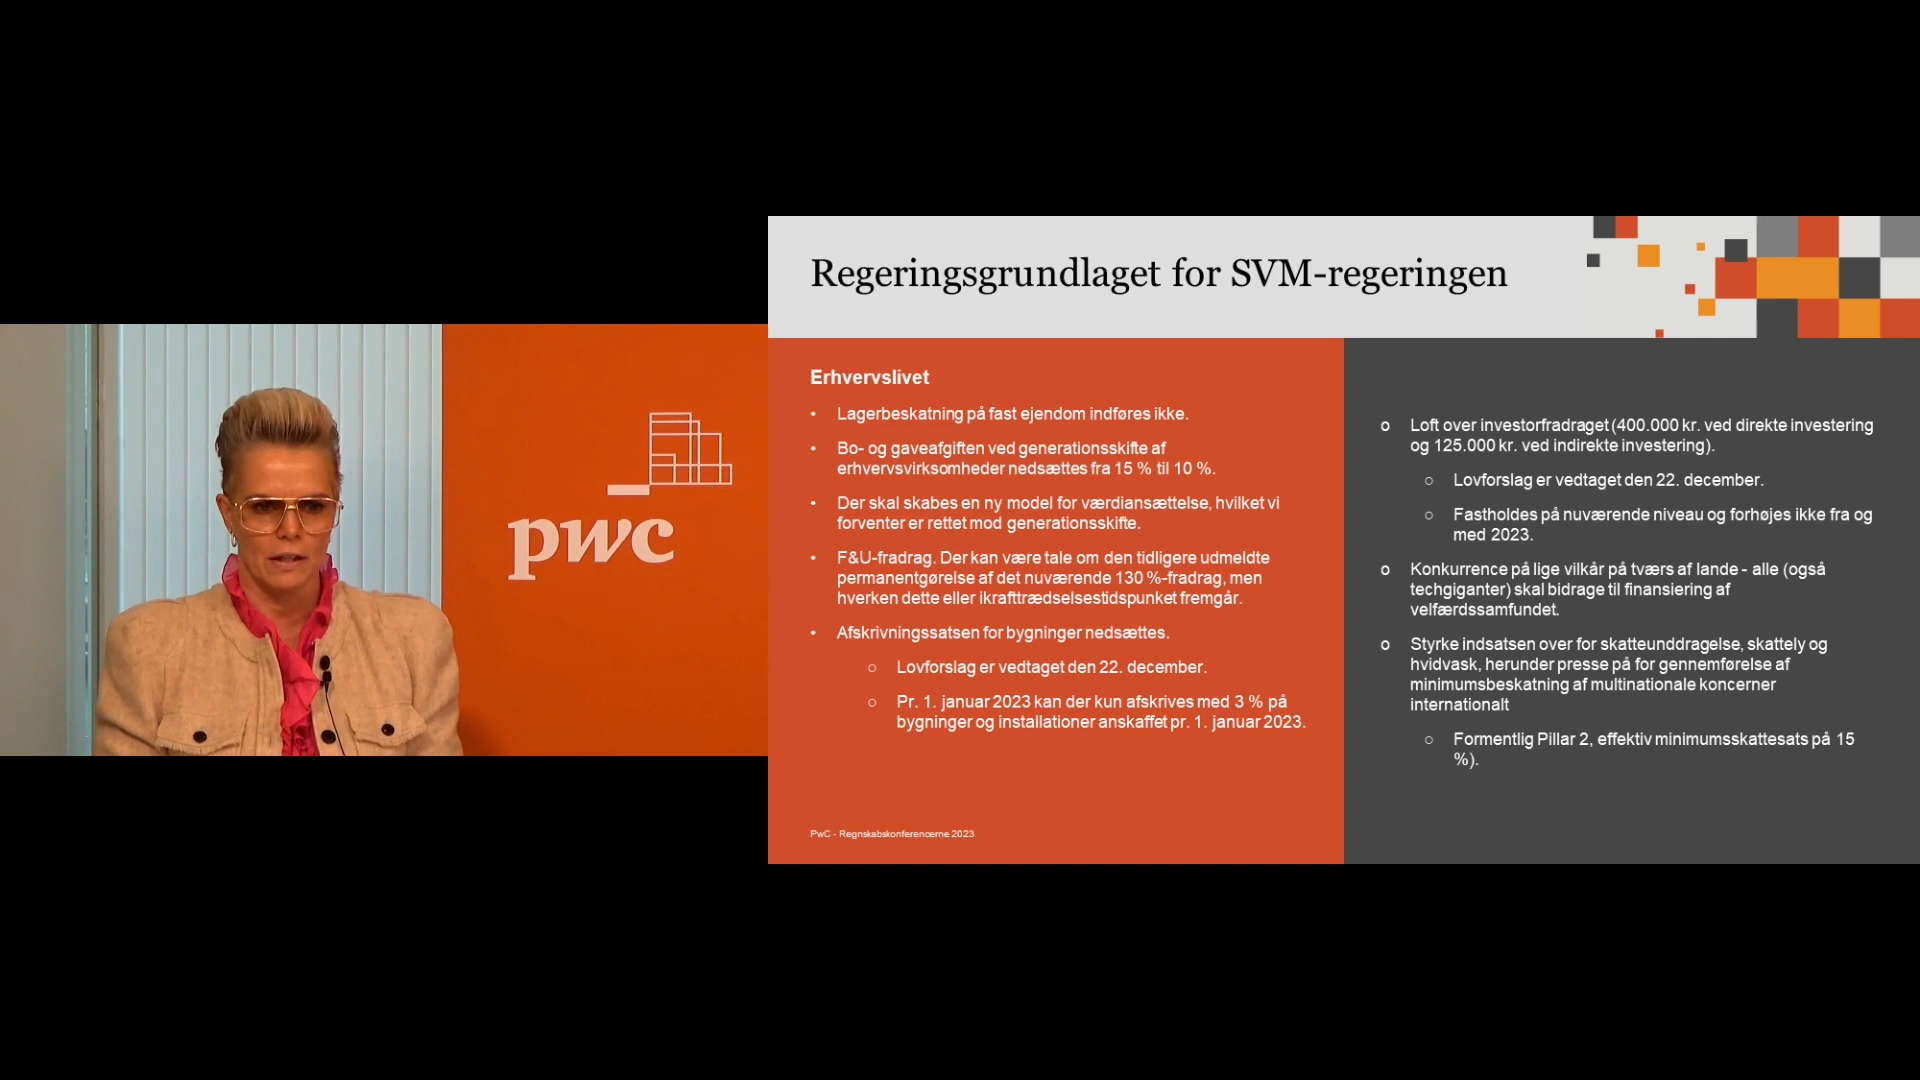 pwc
Regeringsgrundlaget for SVM-regeringen
Erhvervslivet
• Lagerbeskatning på fast ejendom indføres ikke.
• Bo- og gaveafgiften ved generationsskifte af
erhvervsvirksomheder nedsættes fra 15 % til 10 %.
• Der skal skabes en ny model for værdiansættelse, hvilket vi
forventer er rettet mod generationsskifte.
• F&U-fradrag. Der kan være tale om den tidligere udmeldte
permanentgørelse af det nuværende 130 %-fradrag, men
hverken dette eller ikrafttrædselsestidspunket fremgår.
• Afskrivningssatsen for bygninger nedsættes.
○ Lovforslag er vedtaget den 22. december.
○ Pr. 1. januar 2023 kan der kun afskrives med 3 % på
bygninger og installationer anskaffet pr. 1. januar 2023.
PwC - Regnskabskonferencerne 2023
o Loft over investorfradraget (400.000 kr. ved direkte investering
og 125.000 kr. ved indirekte investering).
○ Lovforslag er vedtaget den 22. december.
○ Fastholdes på nuværende niveau og forhøjes ikke fra og
med 2023.
o Konkurrence på lige vilkår på tværs af lande - alle (også
techgiganter) skal bidrage til finansiering af
velfærdssamfundet.
o Styrke indsatsen over for skatteunddragelse, skattely og
hvidvask, herunder presse på for gennemførelse af
minimumsbeskatning af multinationale koncerner
internationalt
○ Formentlig Pillar 2, effektiv minimumsskattesats på 15
%).